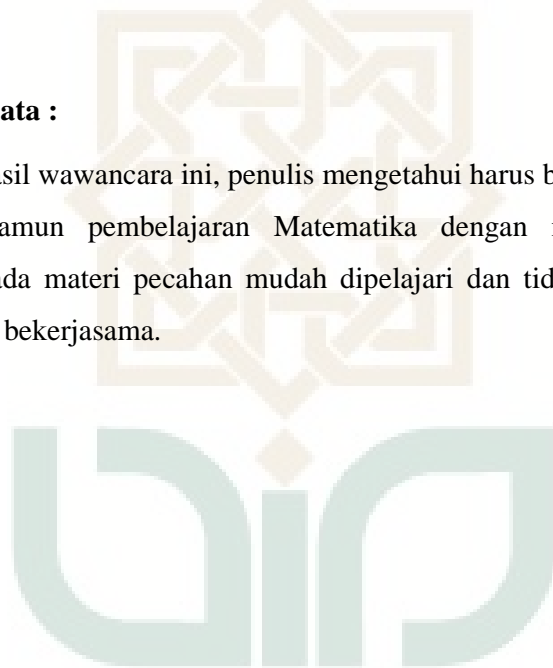 ata :
asil wawancara ini, penulis mengetahui harus b
amun pembelajaran Matematika dengan
ada materi pecahan mudah dipelajari dan tid
bekerjasama.